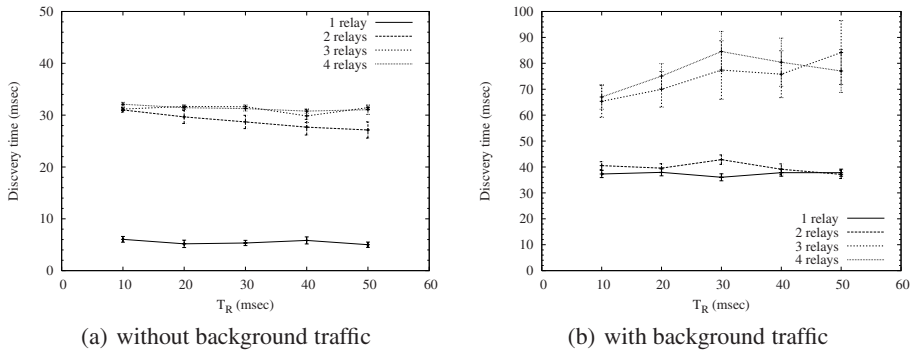 50
40
30
20
10
0
0 10 20 30 40 50 60
Discvery time (msec)
T_R (msec)
1 relay
2 relays
3 relays
4 relays
(a) without background traffic
100
90
80
70
60
50
40
30
20
10
0
0 10 20 30 40 50 60
Discvery time (msec)
T_R (msec)
1 relay
2 relays
3 relays
4 relays
(b) with background traffic